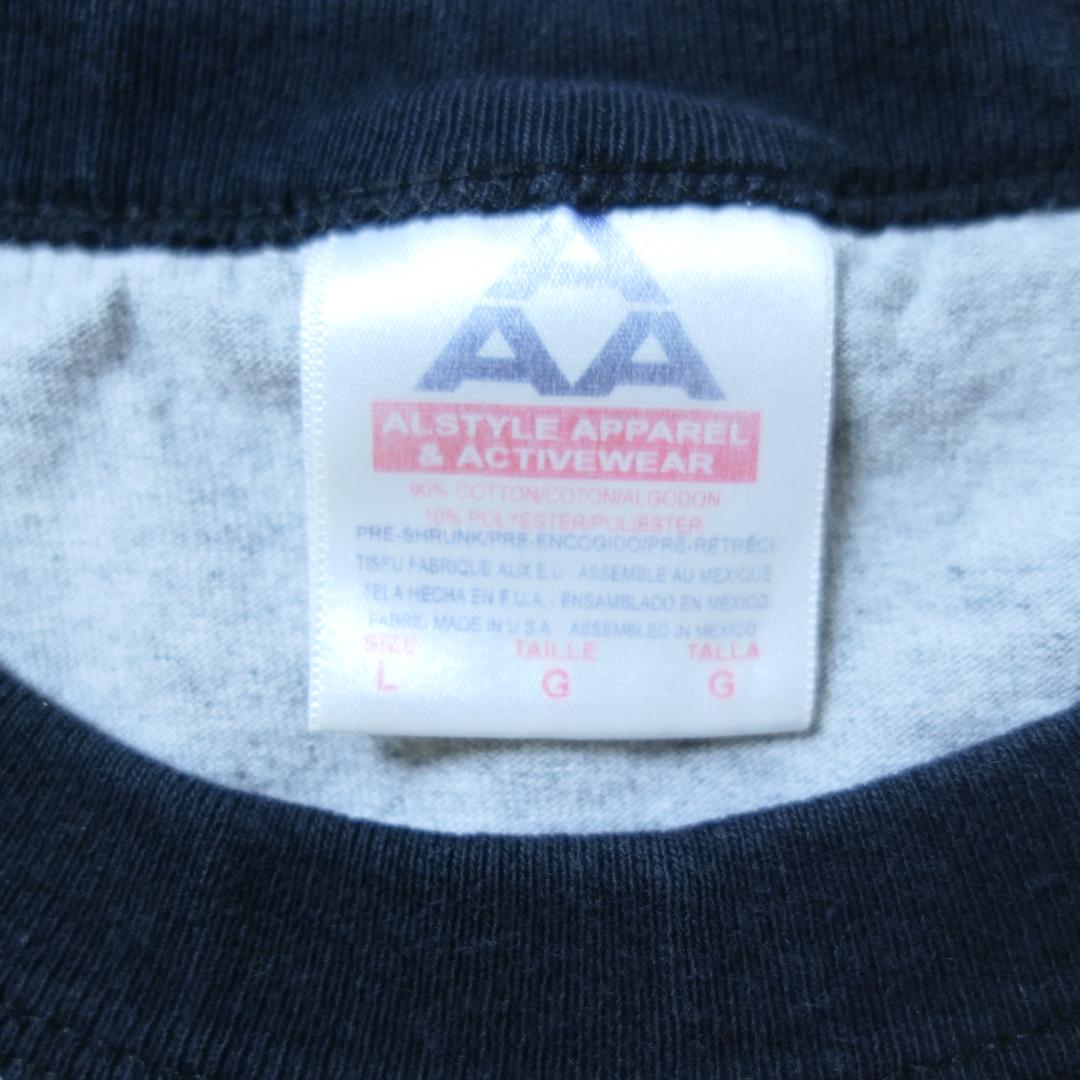 A
AA
ALSTYLE APPAREL
& ACTIVEWEAR
90% COTTON/COTON/ALGODON
10% POLYESTER/POLIESTER
PRE-SHRUNK/PRE-ENCOGIDO/PRÉ-RÉTRÉCI
TISSU FABRIQUE AUX E.U. / ASSEMBLE AU MEXIQUE
TELA HECHA EN E.U.A. / ENSAMBLADO EN MEXICO
FABRIC MADE IN U.S.A. ASSEMBLED IN MEXICO
SIZE TAILLE TALLA
L G G